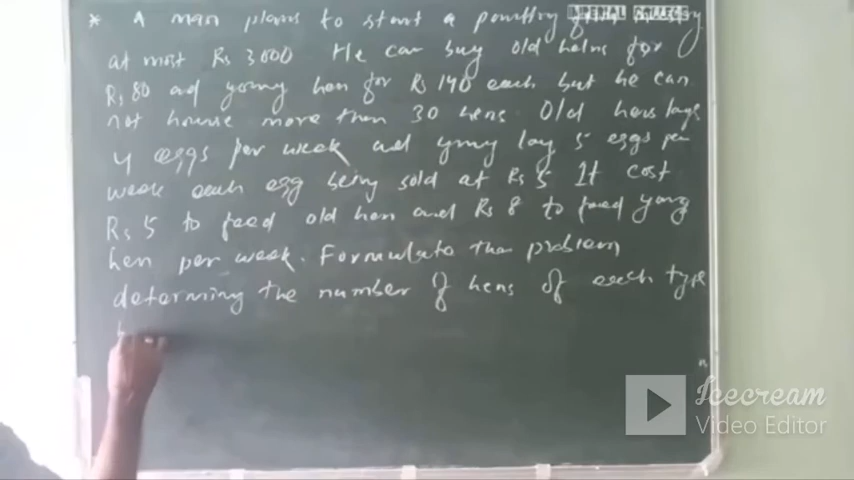 * A man plans to start a poultry
IMPERIAL COLLEGE
at most Rs 3000 He can buy old hens for
Rs 80 ad young hen for Rs 140 each but he can
not house more than 30 hens. Old hens lays
4 eggs per week and young lay 5 eggs per
week each egg being sold at Rs 5 It cost
Rs 5 to feed old hen and Rs 8 to feed young
hen per week. Formulate the problem
determining the number of hens of each type
Icecream
Video Editor